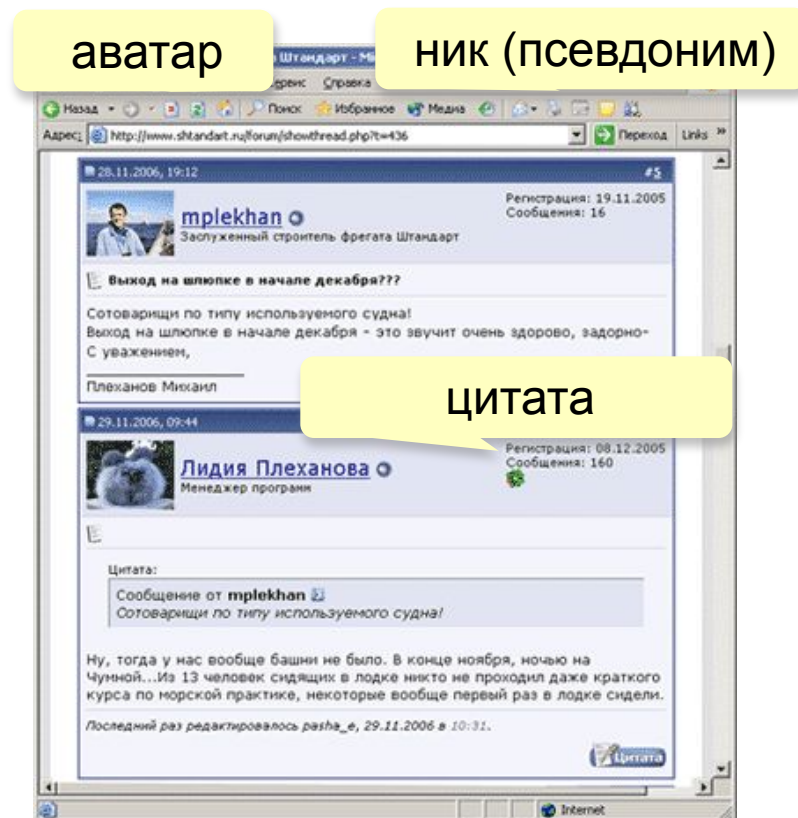 аватар
ник (псевдоним)
Штандарт - Mi
Сервис Справка
Назад Поиск Избранное Медиа
Адрес: http://www.shtandart.ru/forum/showthread.php?t=436 Переход Links »
28.11.2006, 19:12 #5
mplekhan
Заслуженный строитель фрегата Штандарт
Регистрация: 19.11.2005
Сообщения: 16
Выход на шлюпке в начале декабря???
Сотоварищи по типу используемого судна!
Выход на шлюпке в начале декабря - это звучит очень здорово, задорно-
С уважением,
Плеханов Михаил
цитата
29.11.2006, 09:44
Лидия Плеханова
Менеджер программ
Регистрация: 08.12.2005
Сообщения: 160
Цитата:
Сообщение от mplekhan
Сотоварищи по типу используемого судна!
Ну, тогда у нас вообще башни не было. В конце ноября, ночью на
Чумной...Из 13 человек сидящих в лодке никто не проходил даже краткого
курса по морской практике, некоторые вообще первый раз в лодке сидели.
Последний раз редактировалось pasha_e, 29.11.2006 в 10:31.
Цитата
Internet